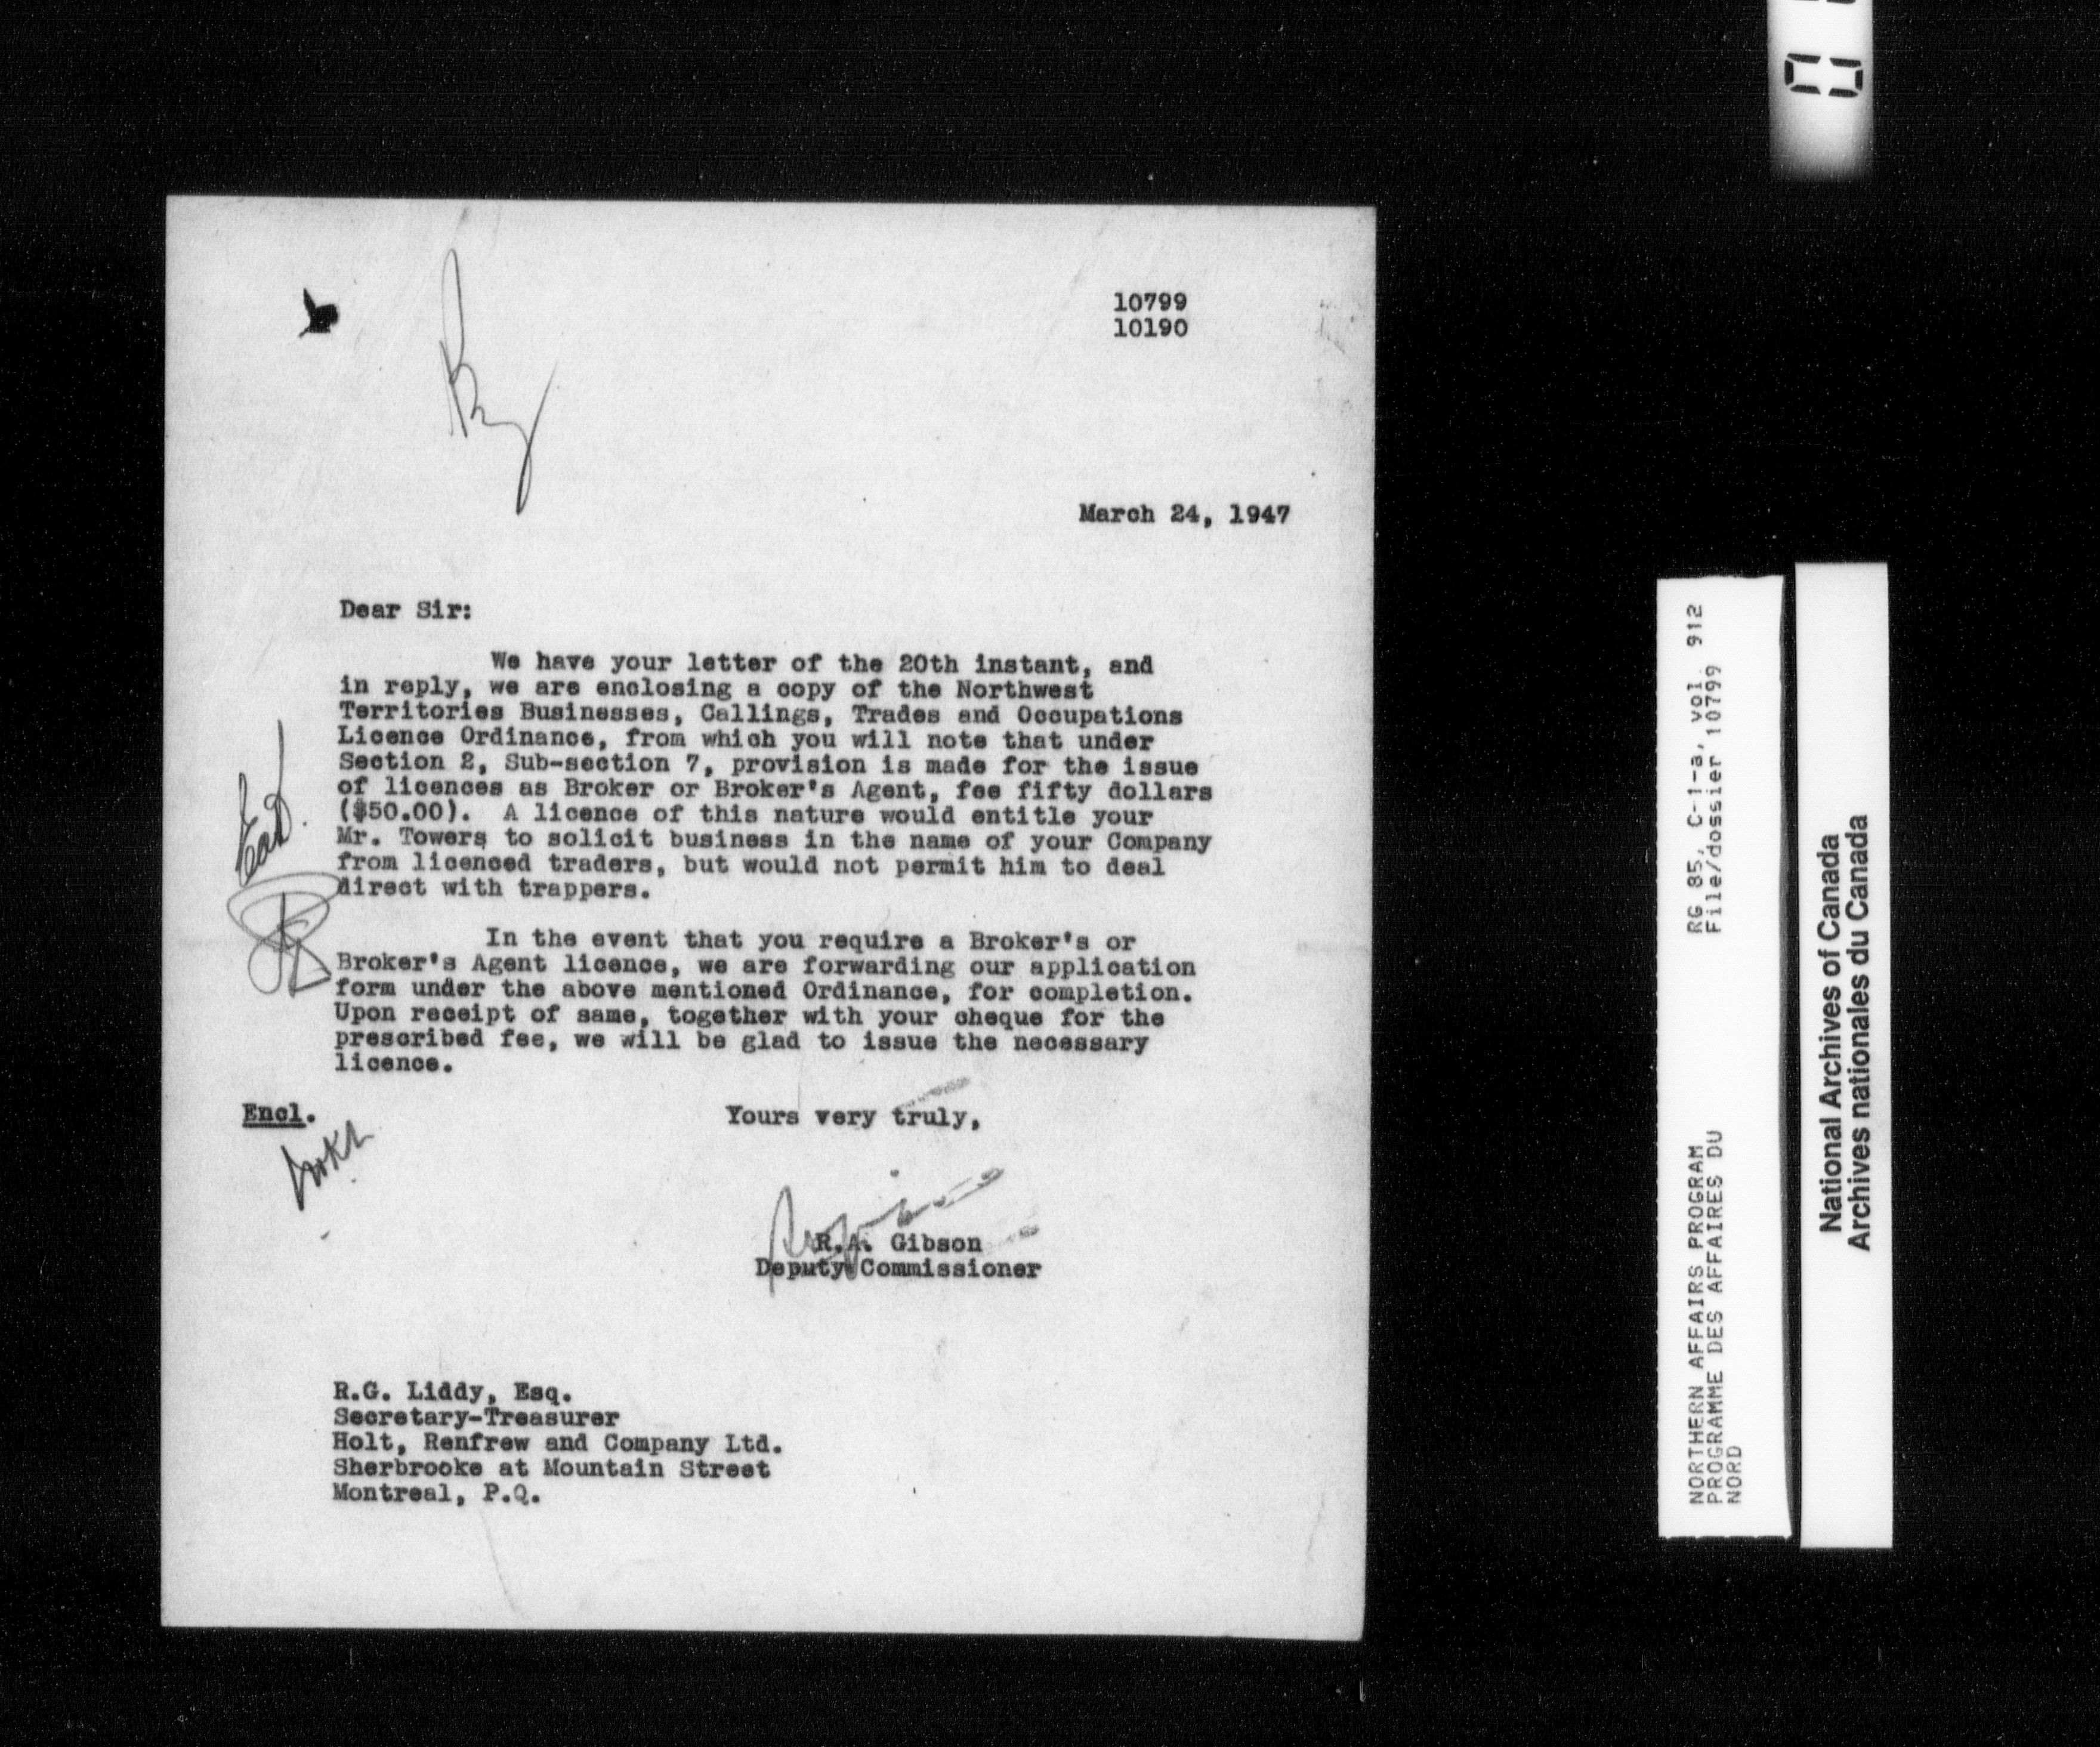 10799
10190
March 24, 1947
Dear Sir:
We have your letter of the 20th instant, and
in reply, we are enclosing a copy of the Northwest
Territories Businesses, Callings, Trades and Occupations
Licence Ordinance, from which you will note that under
Section 2, Sub-section 7, provision is made for the issue
of licences as Broker or Broker's Agent, fee fifty dollars
($50.00). A licence of this nature would entitle your
Mr. Towers to solicit business in the name of your Company
from licenced traders, but would not permit him to deal
direct with trappers.
In the event that you require a Broker's or
Broker's Agent licence, we are forwarding our application
form under the above mentioned Ordinance, for completion.
Upon receipt of same, together with your cheque for the
prescribed fee, we will be glad to issue the necessary
licence.
Encl.
Yours very truly,
R.A. Gibson
Deputy Commissioner
R.G. Liddy, Esq.
Secretary-Treasurer
Holt, Renfrew and Company Ltd.
Sherbrooke at Mountain Street
Montreal, P.Q.
RG 85, C-1-a, vol. 912
File/dossier 10799
NORTHERN AFFAIRS PROGRAM
PROGRAMME DES AFFAIRES DU
NORD
National Archives of Canada
Archives nationales du Canada